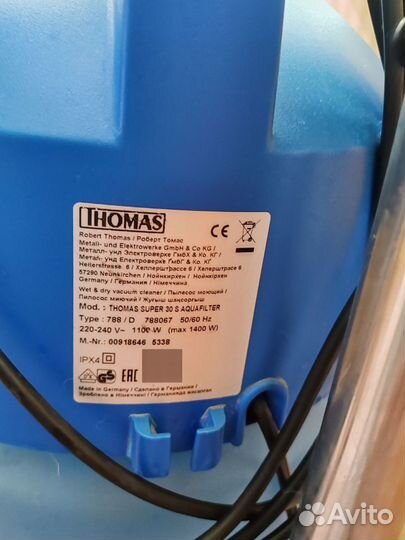 THOMAS
Robert Thomas / Роберт Томас
Metall- und Elektrowerke GmbH & Co KG /
Металл- унд Электроверке ГмбХ & Ко. КГ /
Метал- унд Електроверке ГмбГ & Ко. КГ /
Hellerstrasse 6 / Хеллерштрассе 6 / Хелерштрасе 6
57290 Neunkirchen / Нойнкирхен / Нойнкірхен
Germany / Германия / Німеччина
Wet & dry vacuum cleaner / Пылесос моющий /
Пилосос миючий / Жуғыш шаңсорғыш
Mod. : THOMAS SUPER 30 S AQUAFILTER
Type : 788 / D 788067 50/60 Hz
220-240 V~ 1100 W (max 1400 W)
M.-Nr.: 00918646 5338
IPX4
Made in Germany / Сделано в Германии /
Зроблено в Німеччині / Германияда жасалған
CE
GS
EAC
Avito